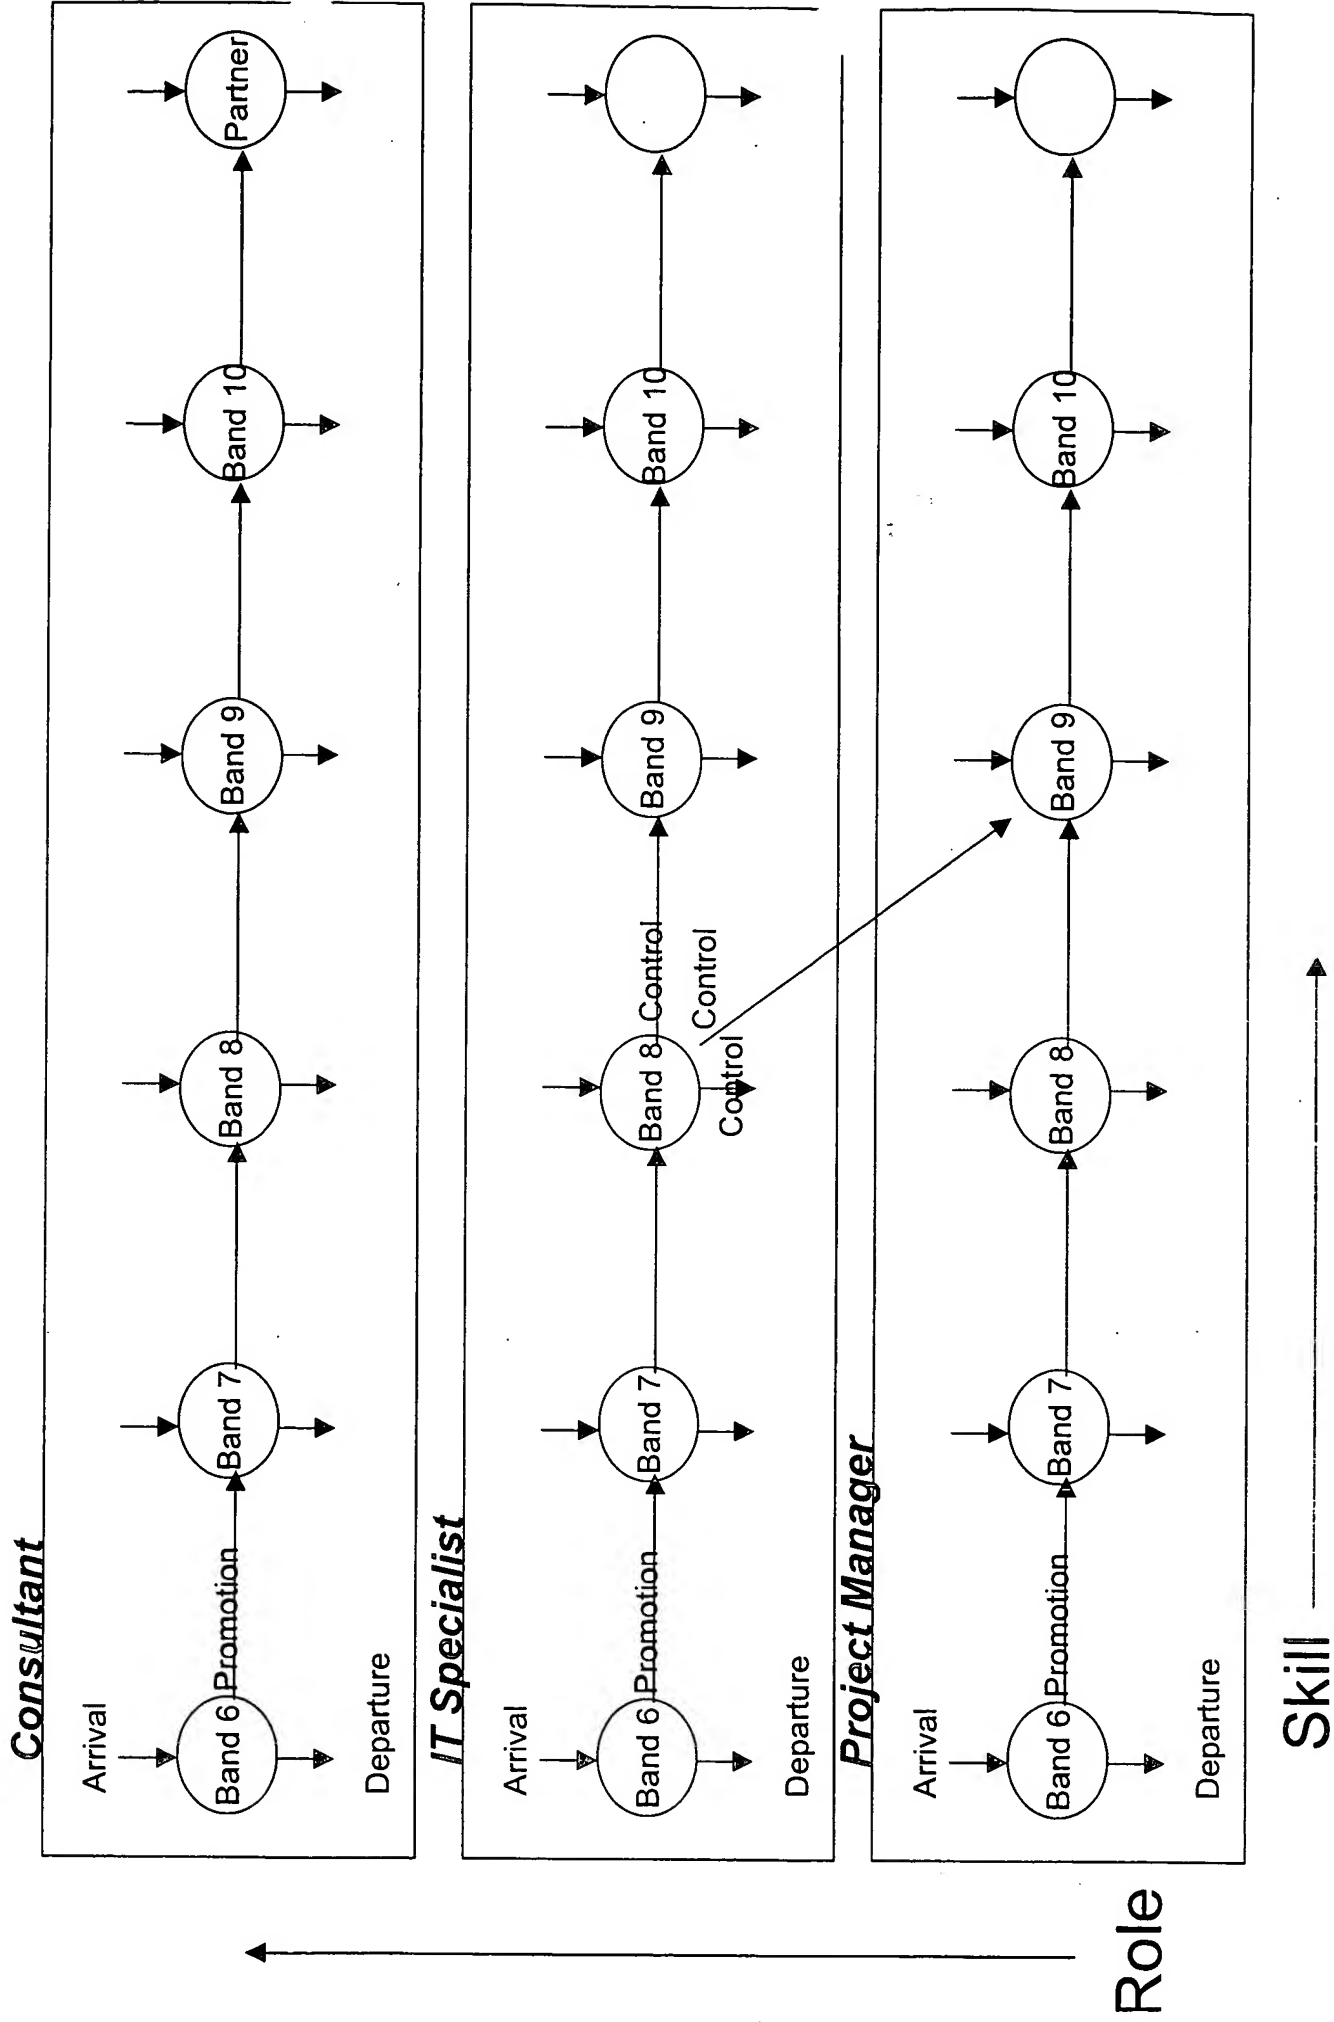 Consultant
Arrival
Band 6 Promotion Band 7 Band 8 Band 9 Band 10 Partner
Departure
IT Specialist
Arrival
Band 6 Promotion Band 7 Band 8 Control Band 9 Band 10
Control
Control
Departure
Project Manager
Arrival
Band 6 Promotion Band 7 Band 8 Band 9 Band 10
Departure
Role
Skill